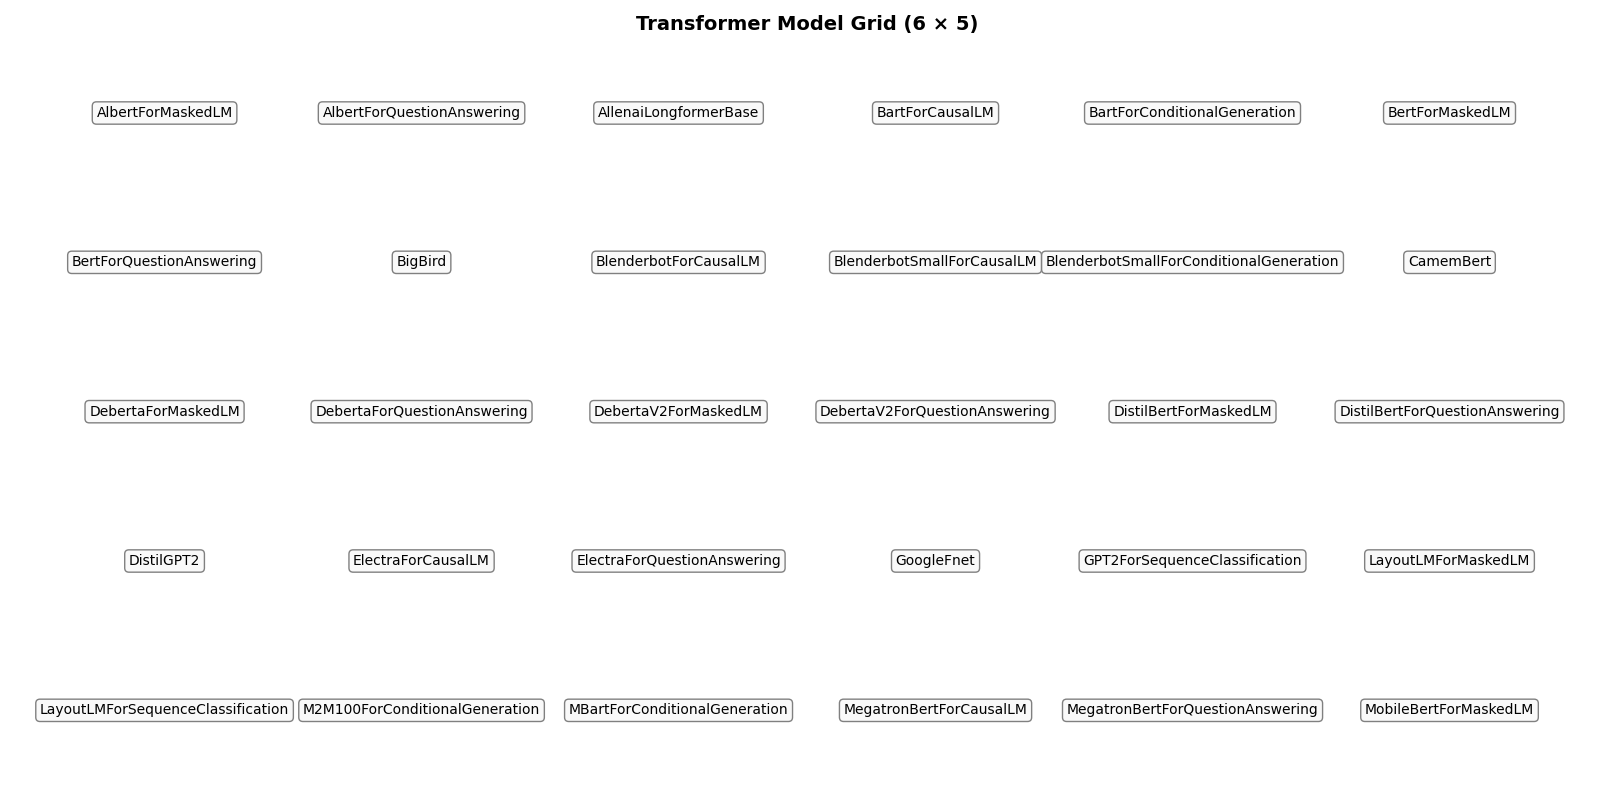 Transformer Model Grid (6 × 5)
AlbertForMaskedLM AlbertForQuestionAnswering AllenaiLongformerBase BartForCausalLM BartForConditionalGeneration BertForMaskedLM
BertForQuestionAnswering BigBird BlenderbotForCausalLM BlenderbotSmallForCausalLM BlenderbotSmallForConditionalGeneration CamemBert
DebertaForMaskedLM DebertaForQuestionAnswering DebertaV2ForMaskedLM DebertaV2ForQuestionAnswering DistilBertForMaskedLM DistilBertForQuestionAnswering
DistilGPT2 ElectraForCausalLM ElectraForQuestionAnswering GoogleFnet GPT2ForSequenceClassification LayoutLMForMaskedLM
LayoutLMForSequenceClassification M2M100ForConditionalGeneration MBartForConditionalGeneration MegatronBertForCausalLM MegatronBertForQuestionAnswering MobileBertForMaskedLM